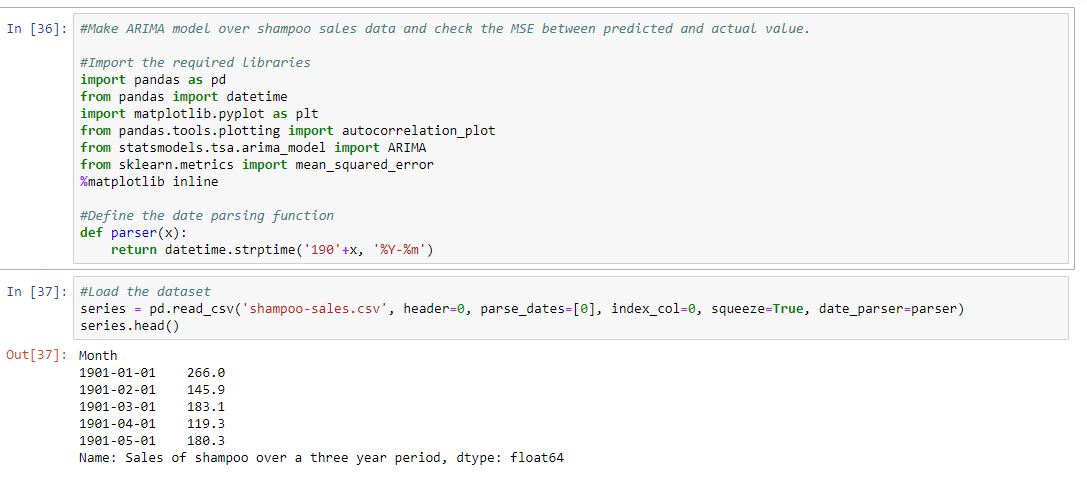 In [36]: #Make ARIMA model over shampoo sales data and check the MSE between predicted and actual value.
#Import the required libraries
import pandas as pd
from pandas import datetime
import matplotlib.pyplot as plt
from pandas.tools.plotting import autocorrelation_plot
from statsmodels.tsa.arima_model import ARIMA
from sklearn.metrics import mean_squared_error
%matplotlib inline
#Define the date parsing function
def parser(x):
    return datetime.strptime('190'+x, '%Y-%m')
In [37]: #Load the dataset
series = pd.read_csv('shampoo-sales.csv', header=0, parse_dates=[0], index_col=0, squeeze=True, date_parser=parser)
series.head()
Out[37]: Month
1901-01-01    266.0
1901-02-01    145.9
1901-03-01    183.1
1901-04-01    119.3
1901-05-01    180.3
Name: Sales of shampoo over a three year period, dtype: float64